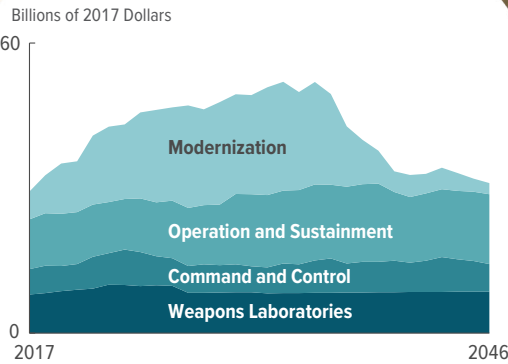 Billions of 2017 Dollars
60
Modernization
Operation and Sustainment
Command and Control
Weapons Laboratories
0
2017 2046